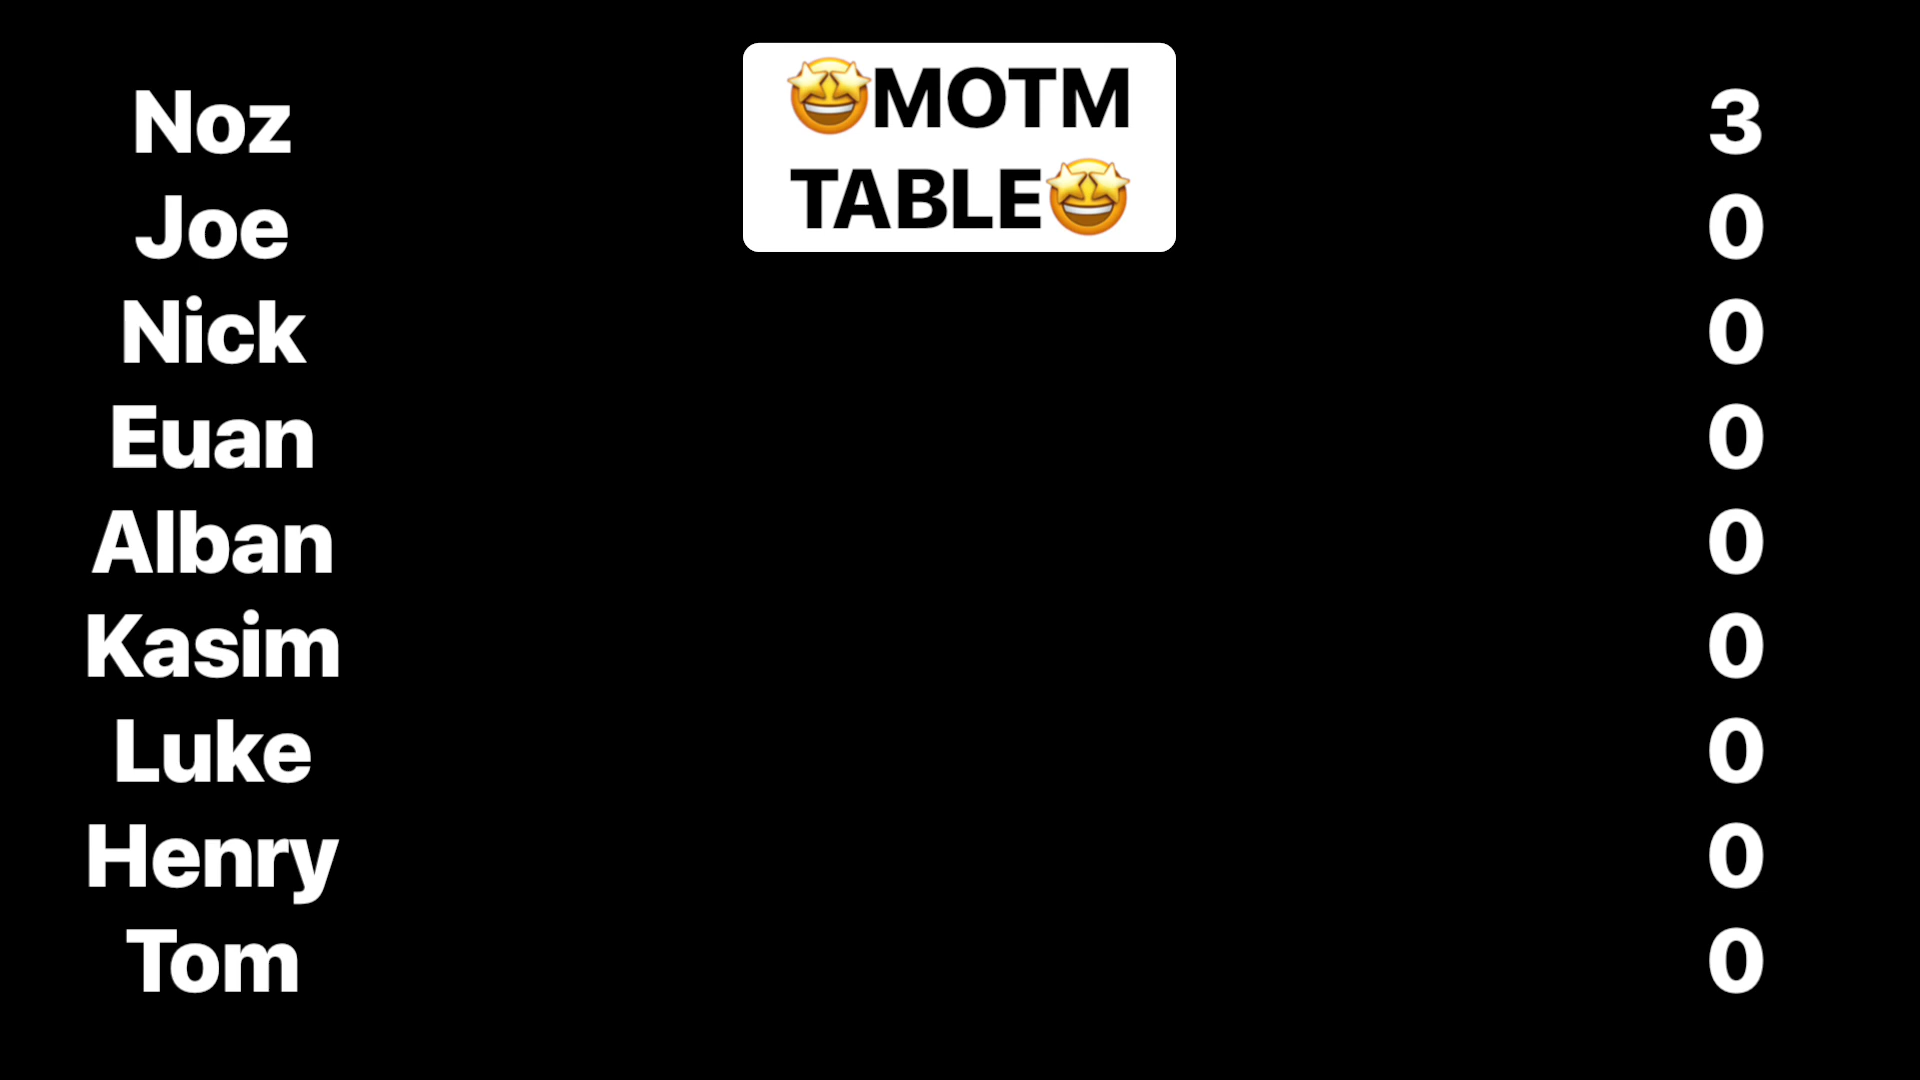 🤩MOTM
TABLE🤩
Noz 3
Joe 0
Nick 0
Euan 0
Alban 0
Kasim 0
Luke 0
Henry 0
Tom 0